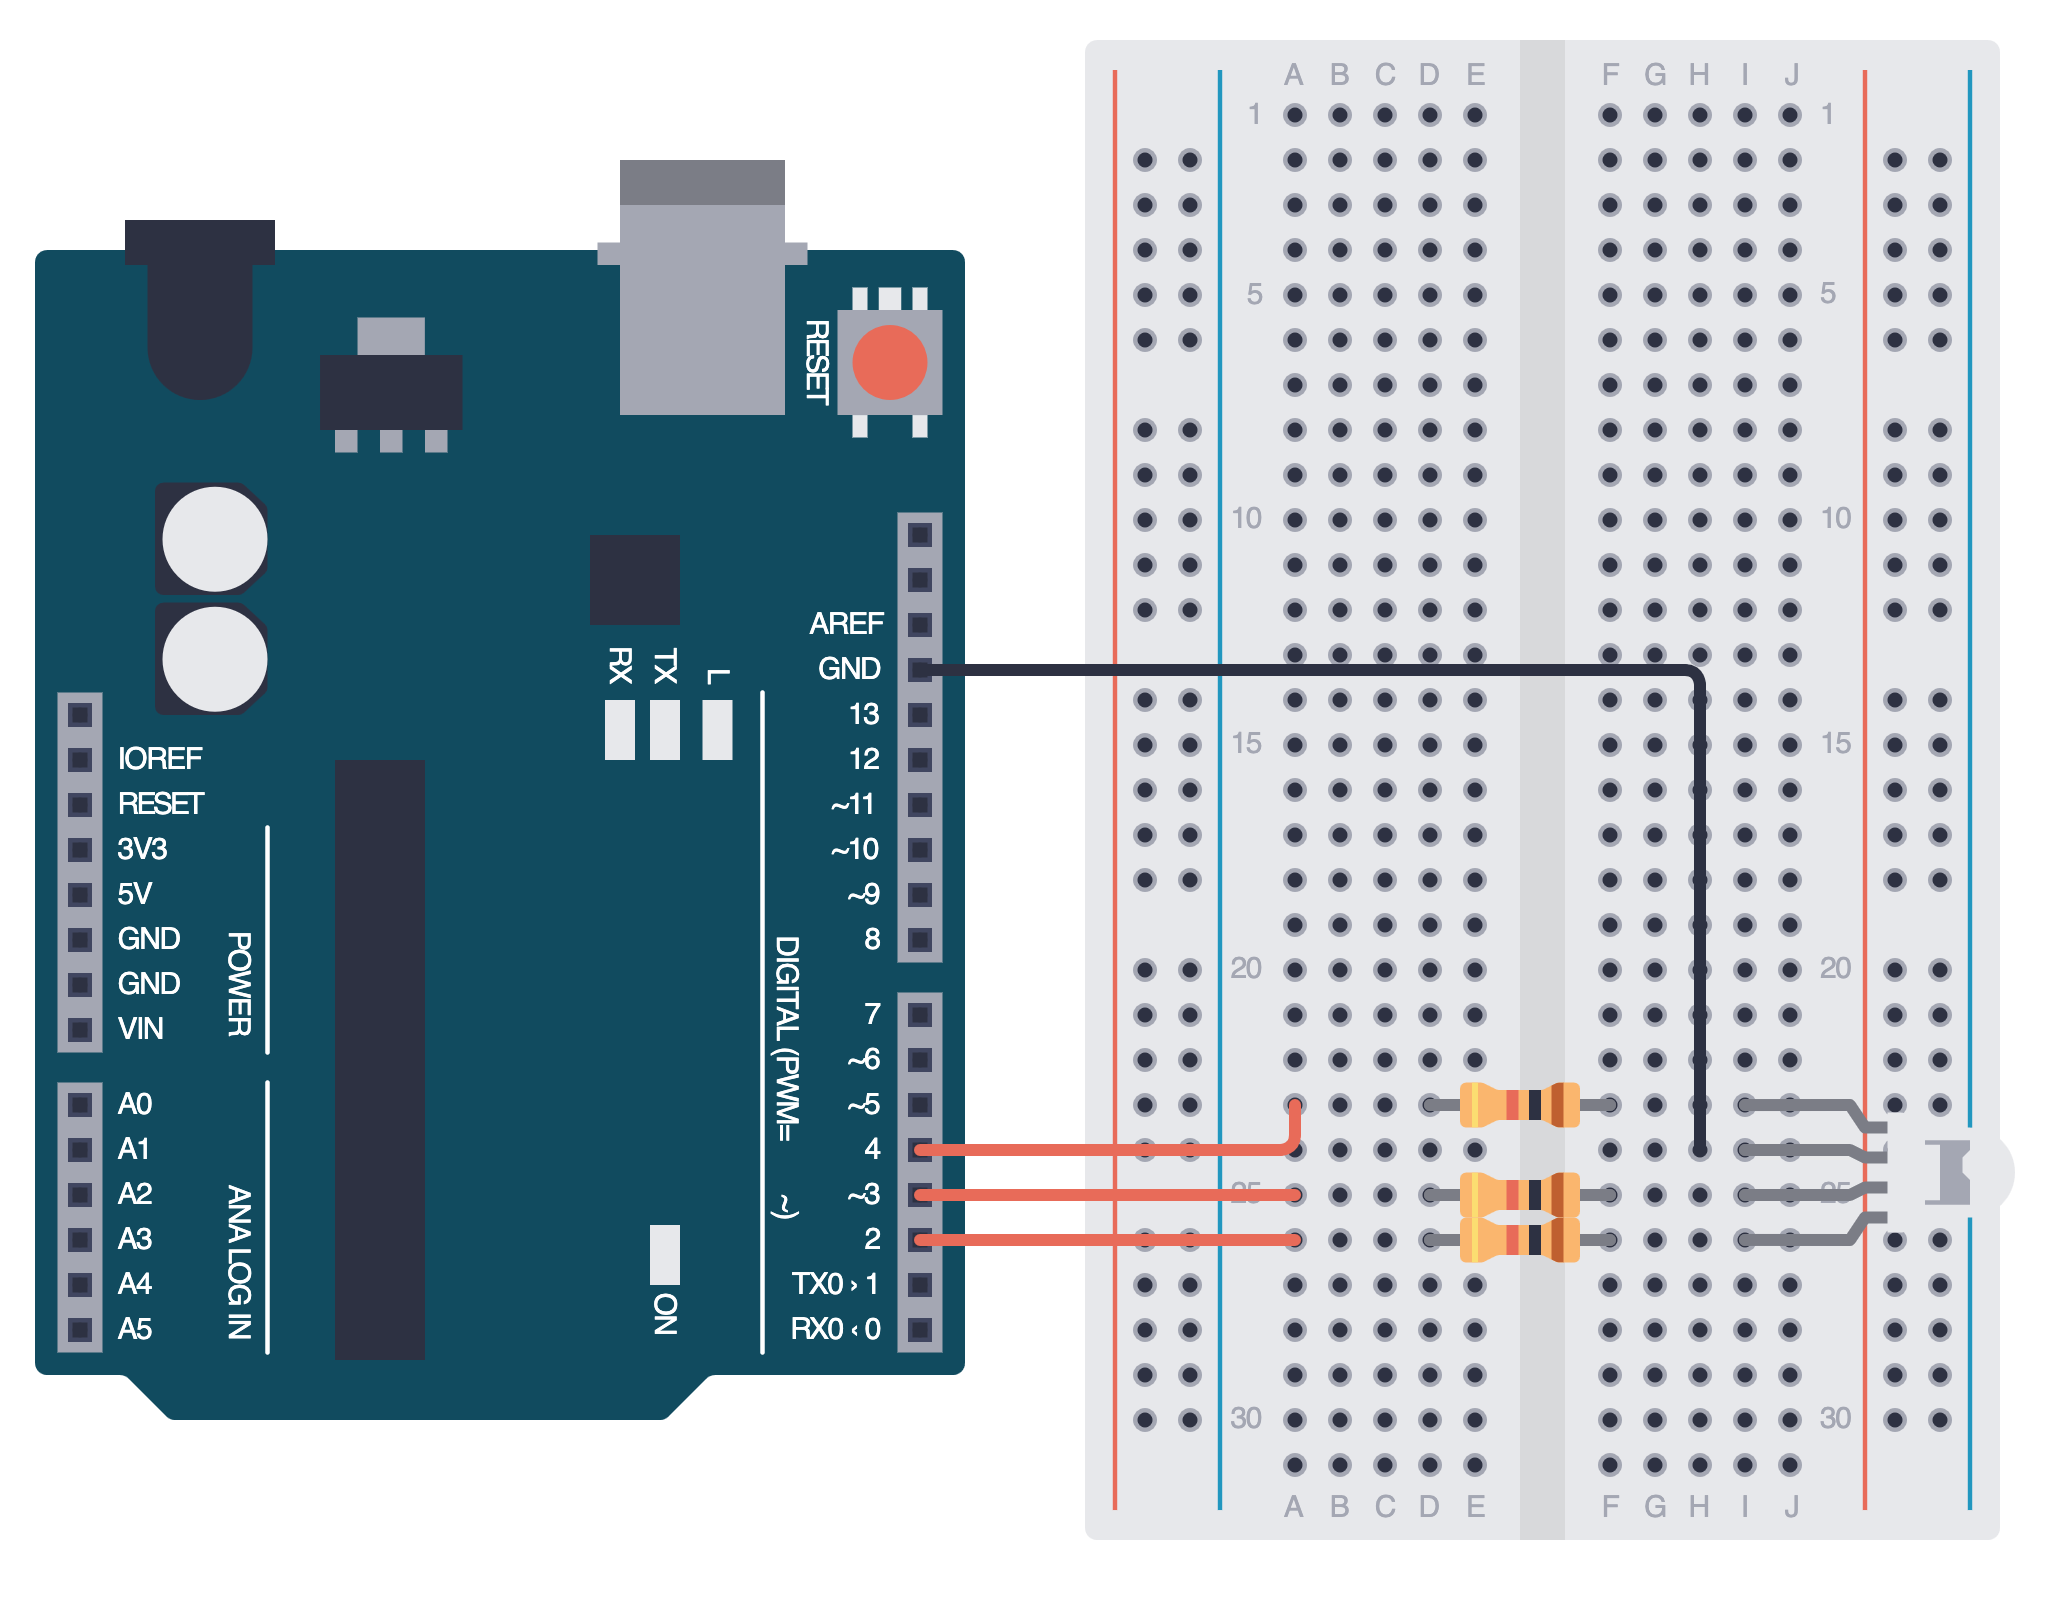 RESET
RX
TX
L
AREF
GND
13
12
~11
~10
~9
8
7
~6
~5
4
~3
2
TX0 › 1
RX0 ‹ 0
DIGITAL (PWM= ~)
IOREF
RESET
3V3
5V
GND
GND
VIN
POWER
A0
A1
A2
A3
A4
A5
ANALOG IN
ON
A B C D E F G H I J
1 1
5 5
10 10
15 15
20 20
25 25
30 30
A B C D E F G H I J